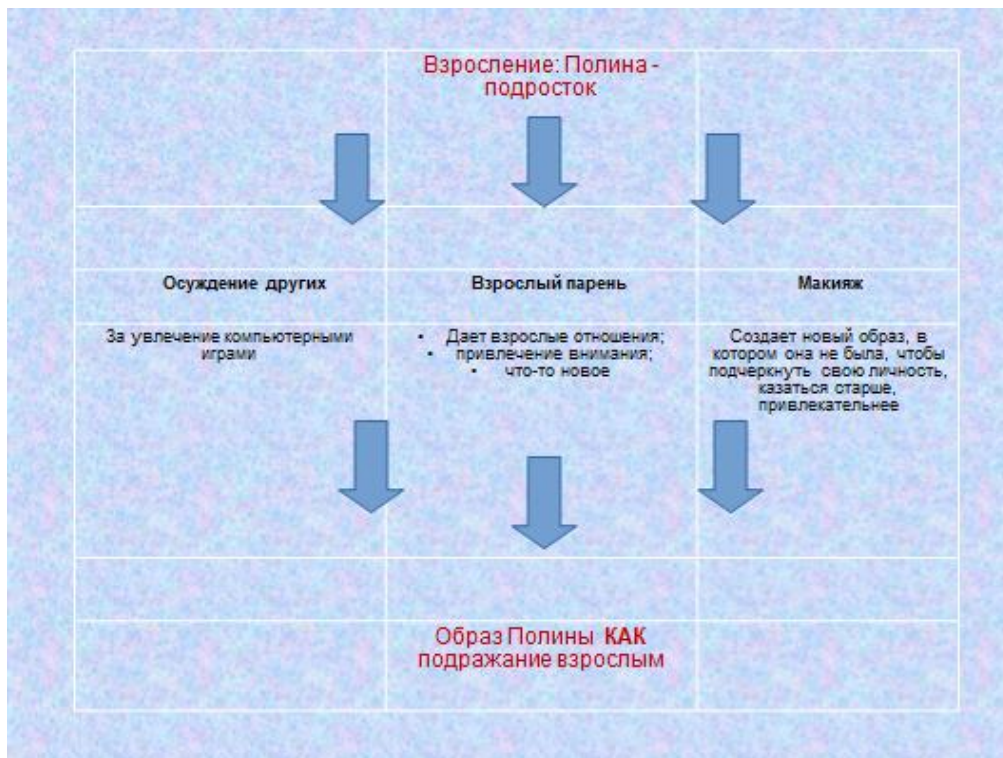 Взросление: Полина -
подросток
Осуждение других
Взрослый парень
Макияж
За увлечение компьютерными
играми
• Дает взрослые отношения;
• привлечение внимания;
• что-то новое
Создает новый образ, в
котором она не была, чтобы
подчеркнуть свою личность,
казаться старше,
привлекательнее
Образ Полины КАК
подражание взрослым